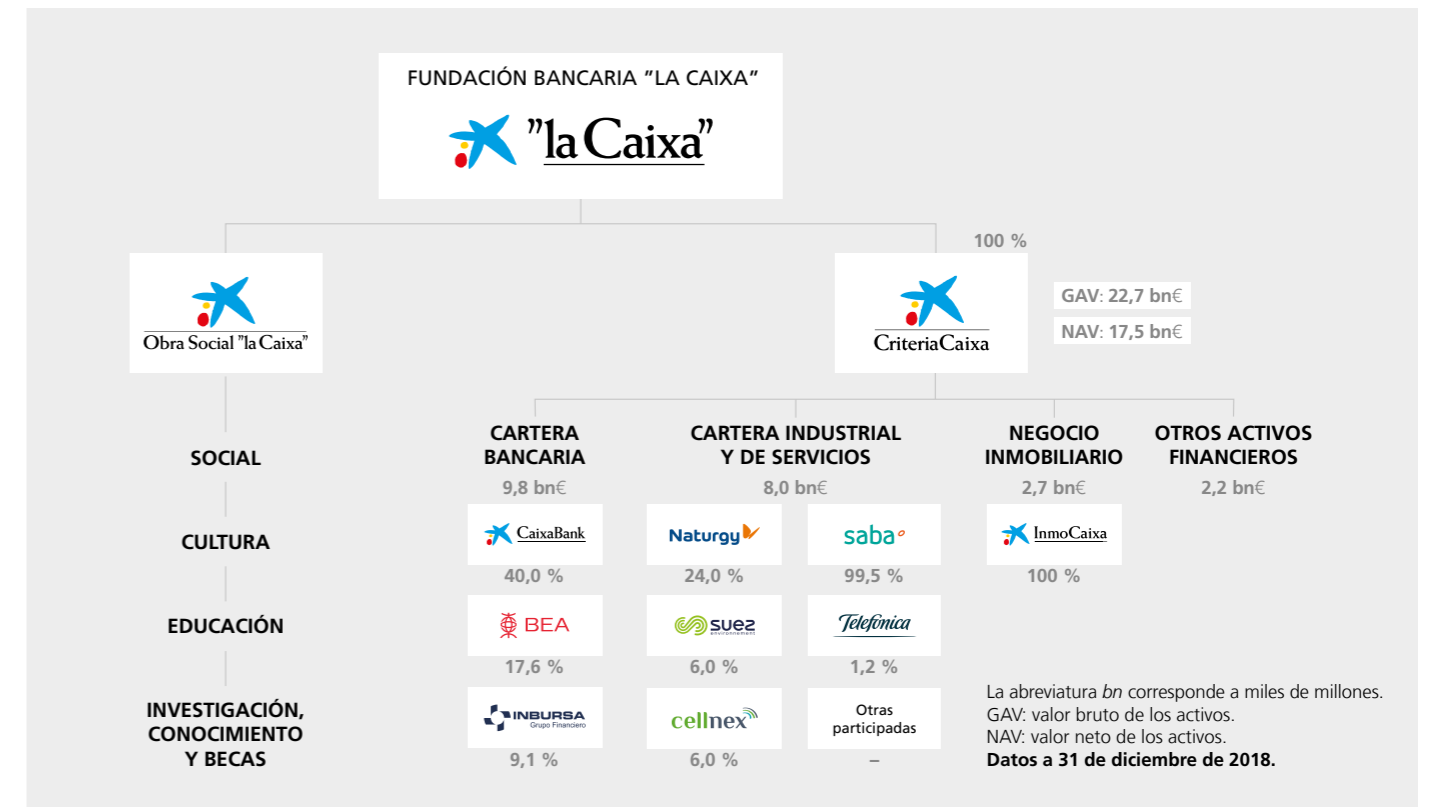 FUNDACIÓN BANCARIA ”LA CAIXA”
”la Caixa”
100 %
Obra Social ”la Caixa”
CriteriaCaixa
GAV: 22,7 bn€
NAV: 17,5 bn€
SOCIAL
CULTURA
EDUCACIÓN
INVESTIGACIÓN,
CONOCIMIENTO
Y BECAS
CARTERA
BANCARIA
9,8 bn€
CaixaBank
40,0 %
BEA
17,6 %
INBURSA
Grupo Financiero
9,1 %
CARTERA INDUSTRIAL
Y DE SERVICIOS
8,0 bn€
Naturgy
24,0 %
saba
99,5 %
suez
environnement
6,0 %
Telefónica
1,2 %
cellnex
6,0 %
Otras
participadas
–
NEGOCIO
INMOBILIARIO
2,7 bn€
InmoCaixa
100 %
OTROS ACTIVOS
FINANCIEROS
2,2 bn€
La abreviatura bn corresponde a miles de millones.
GAV: valor bruto de los activos.
NAV: valor neto de los activos.
Datos a 31 de diciembre de 2018.